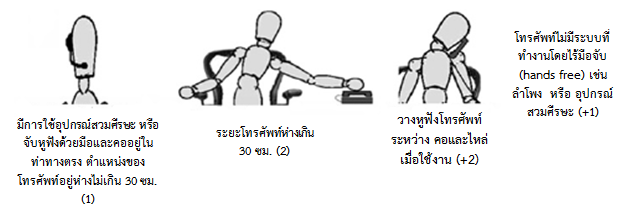 มีการใช้อุปกรณ์สวมศีรษะ หรือ
จับหูฟังด้วยมือและคออยู่ใน
ท่าทางตรง ตำแหน่งของ
โทรศัพท์อยู่ห่างไม่เกิน 30 ซม.
(1)
ระยะโทรศัพท์ห่างเกิน
30 ซม. (2)
วางหูฟังโทรศัพท์
ระหว่าง คอและไหล่
เมื่อใช้งาน (+2)
โทรศัพท์ไม่มีระบบที่
ทำงานโดยไร้มือจับ
(hands free) เช่น
ลำโพง หรือ อุปกรณ์
สวมศีรษะ (+1)